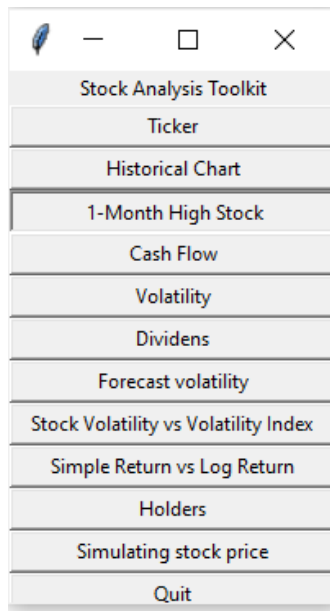 Stock Analysis Toolkit
Ticker
Historical Chart
1-Month High Stock
Cash Flow
Volatility
Dividens
Forecast volatility
Stock Volatility vs Volatility Index
Simple Return vs Log Return
Holders
Simulating stock price
Quit